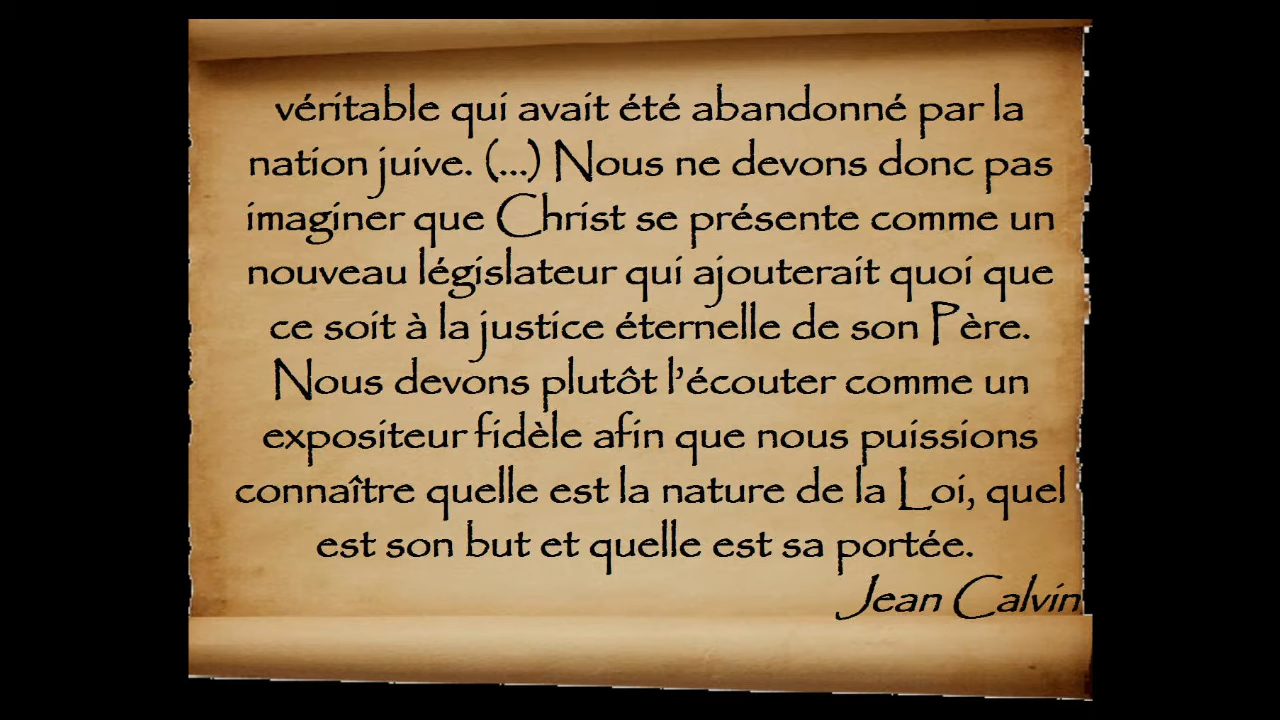 véritable qui avait été abandonné par la
nation juive. (...) Nous ne devons donc pas
imaginer que Christ se présente comme un
nouveau législateur qui ajouterait quoi que
ce soit à la justice éternelle de son Père.
Nous devons plutôt l'écouter comme un
expositeur fidèle afin que nous puissions
connaître quelle est la nature de la Loi, quel
est son but et quelle est sa portée.
Jean Calvin